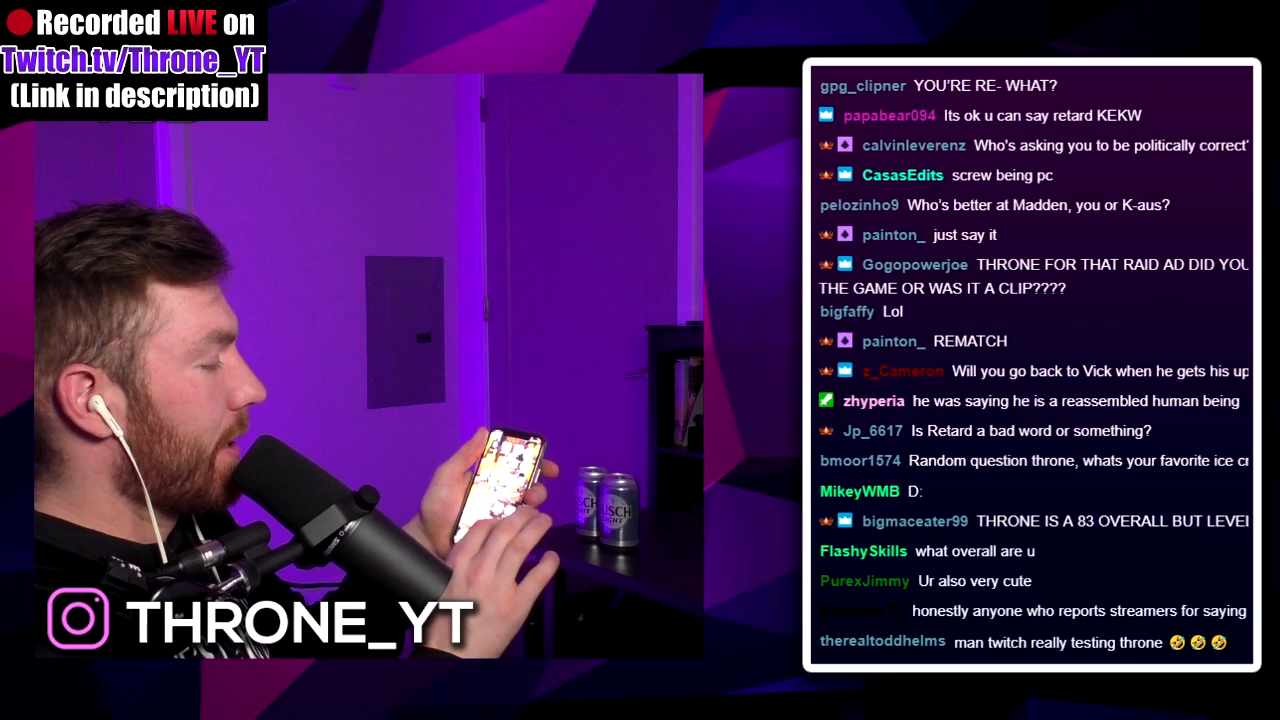 Recorded LIVE on
Twitch.tv/Throne_YT
(Link in description)
gpg_clipner YOU'RE RE- WHAT?
papabear094 Its ok u can say retard KEKW
calvinleverenz Who's asking you to be politically correct
CasasEdits screw being pc
pelozinho9 Who's better at Madden, you or K-aus?
painton_ just say it
Gogopowerjoe THRONE FOR THAT RAID AD DID YOU
THE GAME OR WAS IT A CLIP????
bigfaffy Lol
painton_ REMATCH
z_Cameron Will you go back to Vick when he gets his up
zhyperia he was saying he is a reassembled human being
Jp_6617 Is Retard a bad word or something?
bmoor1574 Random question throne, whats your favorite ice cr
MikeyWMB D:
bigmaceater99 THRONE IS A 83 OVERALL BUT LEVEL
FlashySkills what overall are u
PurexJimmy Ur also very cute
honestly anyone who reports streamers for saying
therealtoddhelms man twitch really testing throne 🤣 🤣 🤣
BUSCH
LIGHT
THRONE_YT